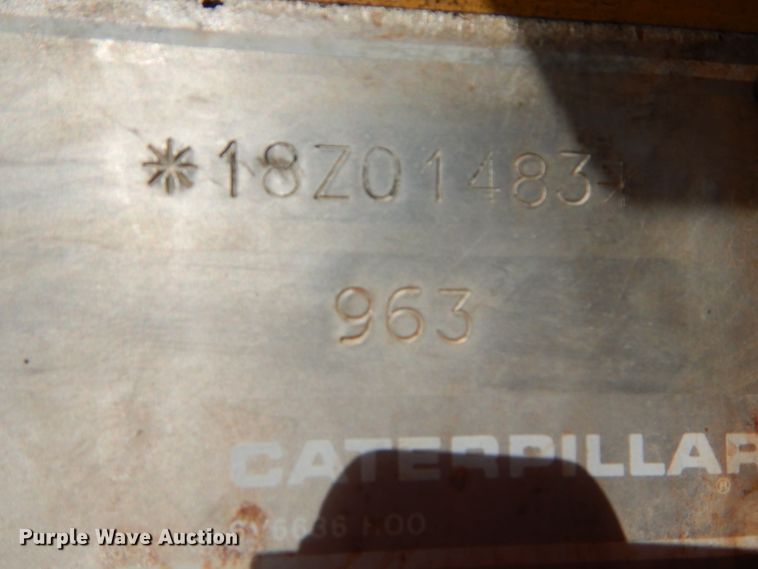 *18Z01483*
963
CATERPILLAR
®
Purple Wave Auction